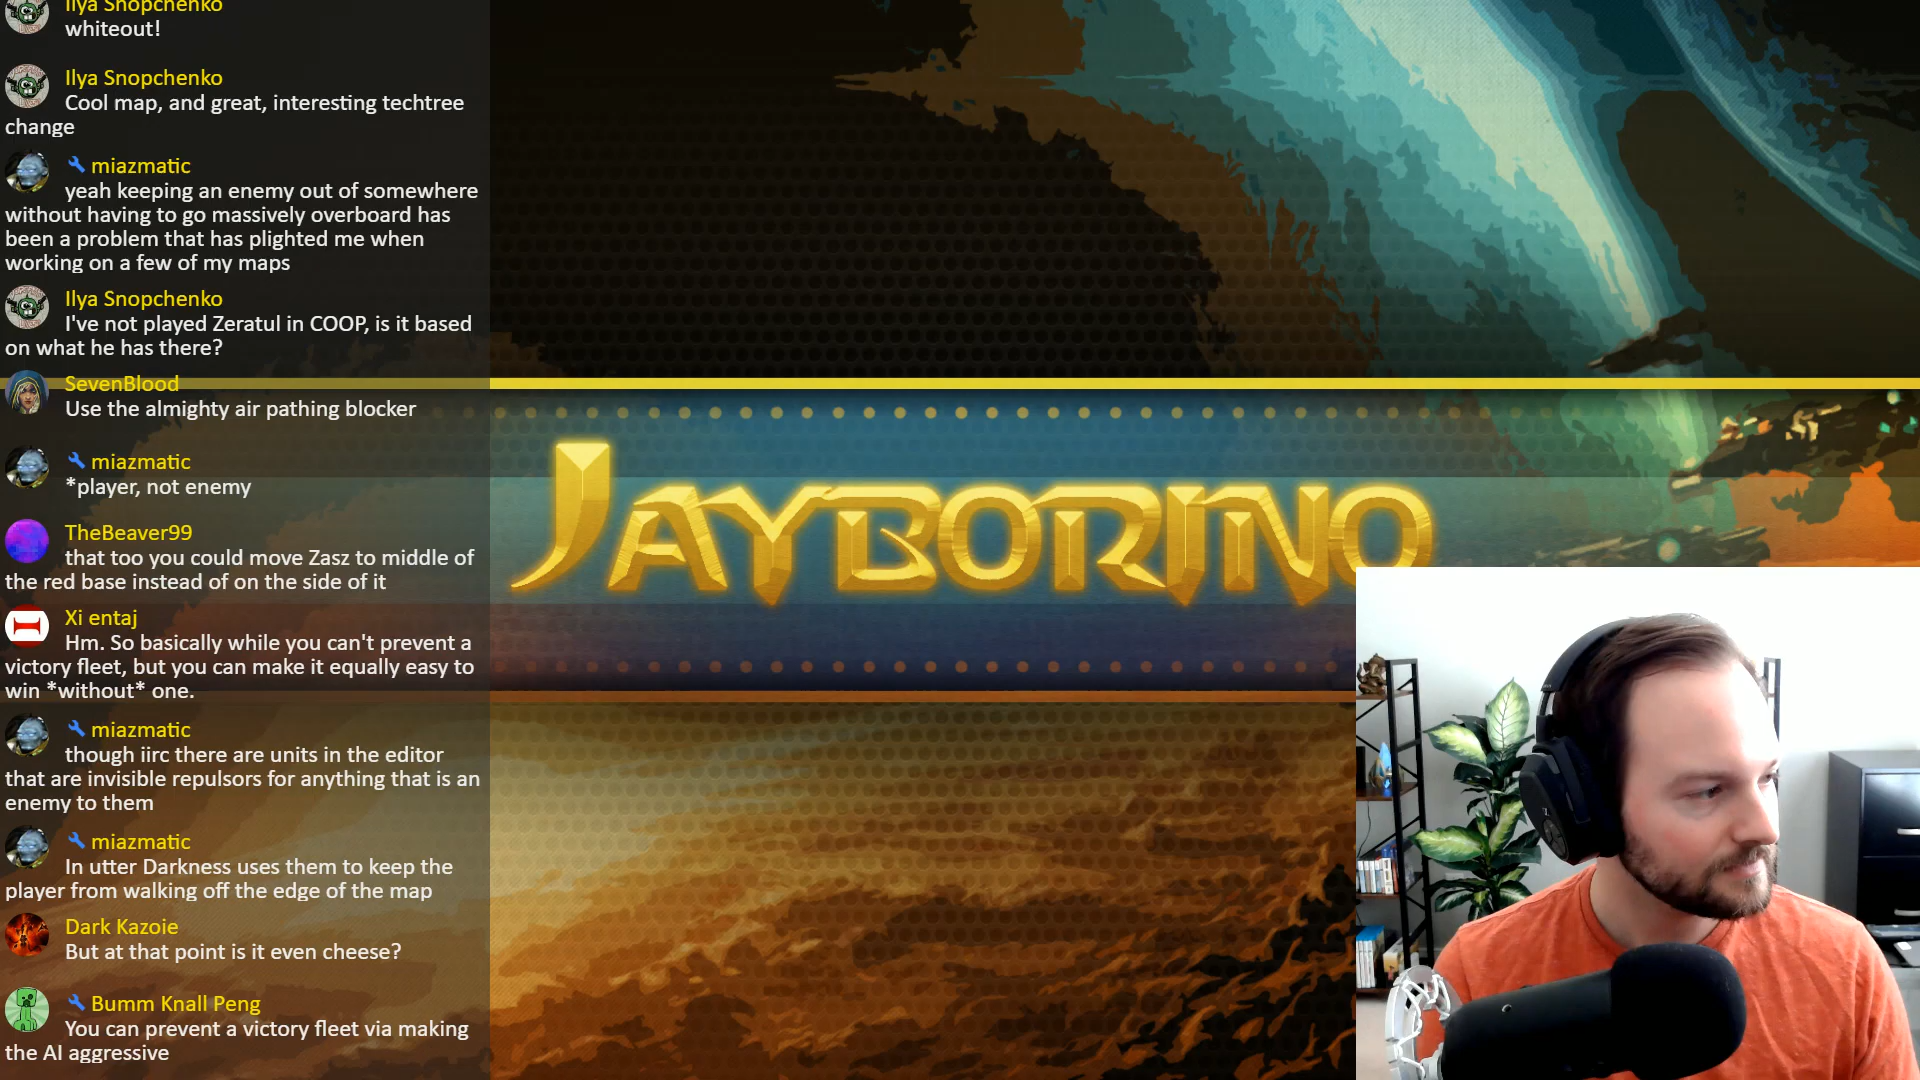 Ilya Snopchenko
whiteout!
Ilya Snopchenko
Cool map, and great, interesting techtree
change
miazmatic
yeah keeping an enemy out of somewhere
without having to go massively overboard has
been a problem that has plighted me when
working on a few of my maps
Ilya Snopchenko
I've not played Zeratul in COOP, is it based
on what he has there?
SevenBlood
Use the almighty air pathing blocker
miazmatic
*player, not enemy
TheBeaver99
that too you could move Zasz to middle of
the red base instead of on the side of it
Xi entaj
Hm. So basically while you can't prevent a
victory fleet, but you can make it equally easy to
win *without* one.
miazmatic
though iirc there are units in the editor
that are invisible repulsors for anything that is an
enemy to them
miazmatic
In utter Darkness uses them to keep the
player from walking off the edge of the map
Dark Kazoie
But at that point is it even cheese?
Bumm Knall Peng
You can prevent a victory fleet via making
the AI aggressive
JAYBORINO